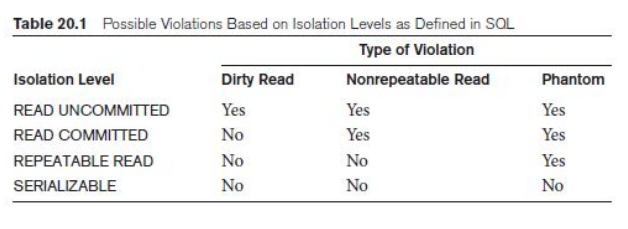 Table 20.1 Possible Violations Based on Isolation Levels as Defined in SQL
Type of Violation
Isolation Level Dirty Read Nonrepeatable Read Phantom
READ UNCOMMITTED Yes Yes Yes
READ COMMITTED No Yes Yes
REPEATABLE READ No No Yes
SERIALIZABLE No No No